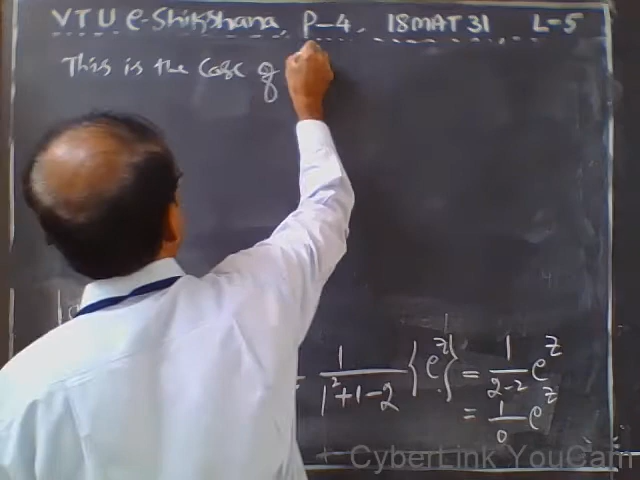 VTU e-Shikshana P-4. 18MAT31 L-5
This is the case of
= 1/(1²+1-2) {e^z} = 1/(2-2) e^z
= 1/0 e^z
CyberLink YouCam